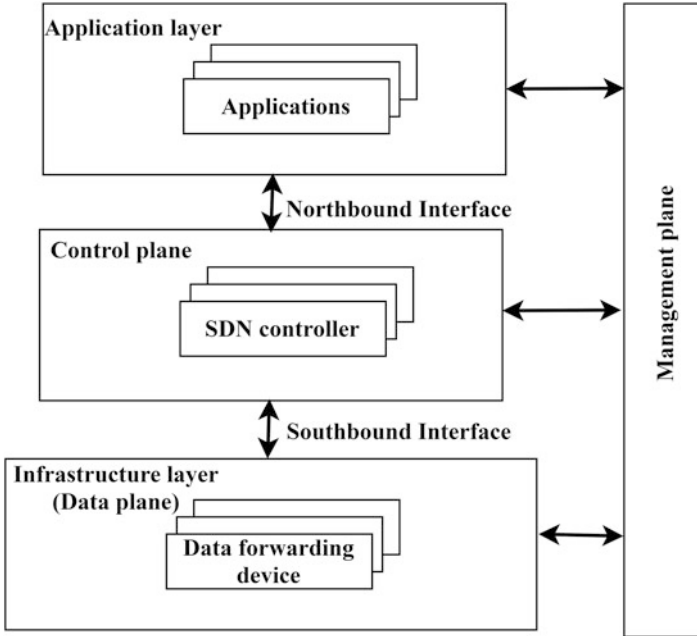 Application layer
Applications
Northbound Interface
Control plane
SDN controller
Southbound Interface
Infrastructure layer
(Data plane)
Data forwarding
device
Management plane